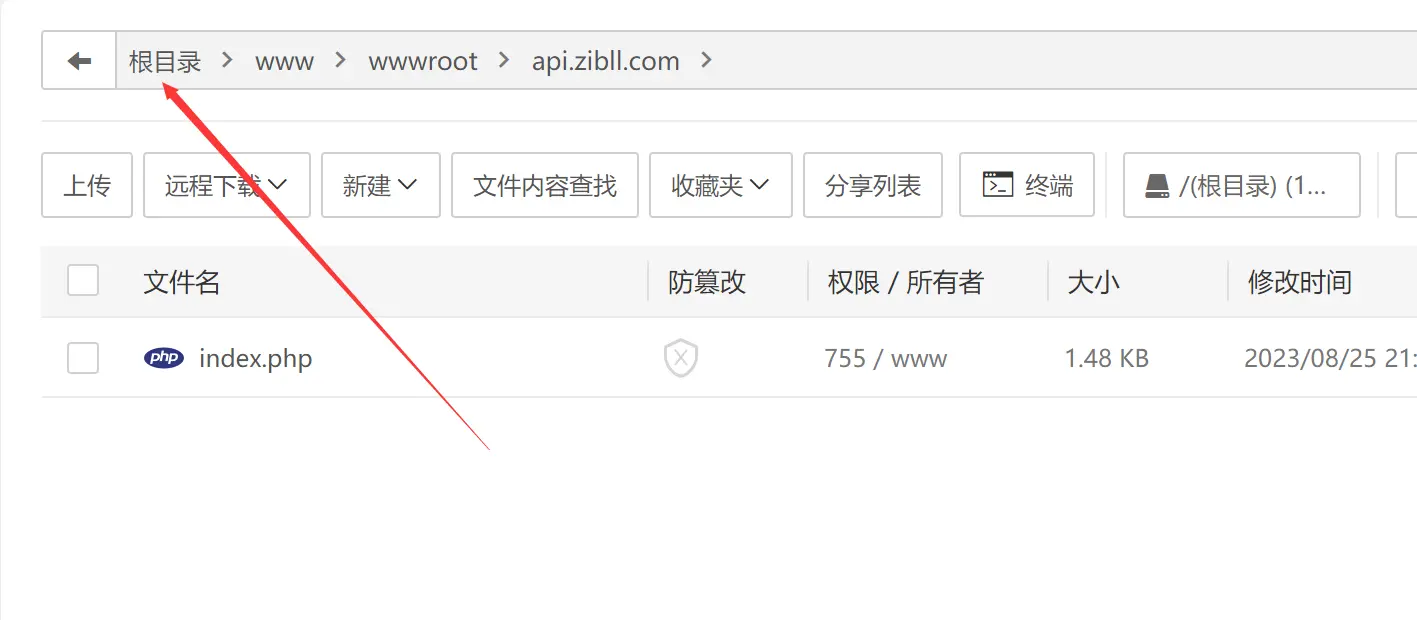 根目录 > www > wwwroot > api.zibll.com >
上传 远程下载 新建 文件内容查找 收藏夹 分享列表 终端 /(根目录) (1...
文件名 防篡改 权限 / 所有者 大小 修改时间
php index.php 755 / www 1.48 KB 2023/08/25 21: